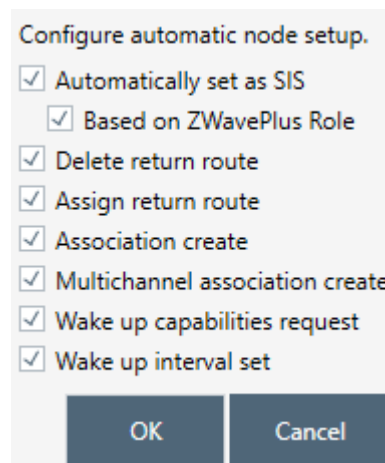 Configure automatic node setup.
Automatically set as SIS
Based on ZWavePlus Role
Delete return route
Assign return route
Association create
Multichannel association create
Wake up capabilities request
Wake up interval set
OK Cancel